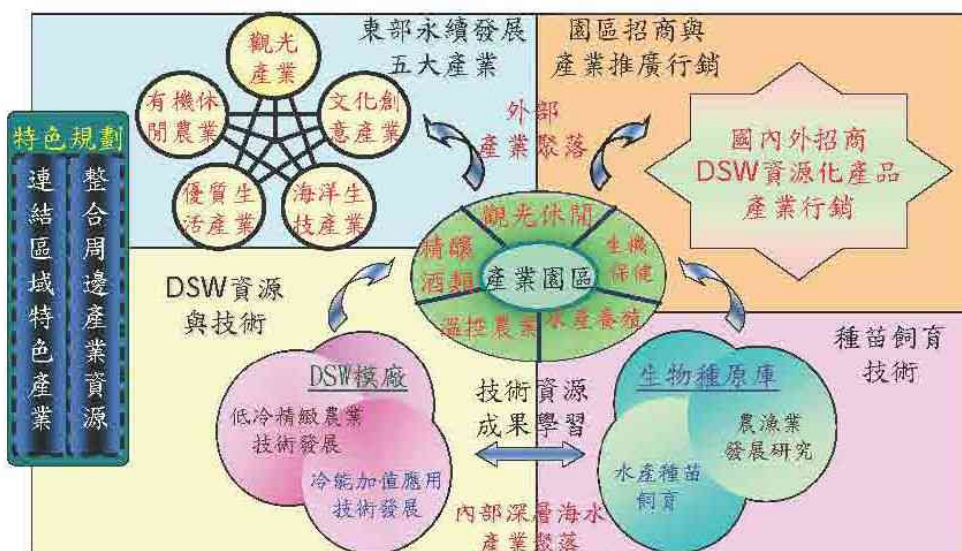 特色規劃
連結區域特色產業
整合周邊產業資源
東部永續發展
五大產業
觀光
產業
有機休
閒農業
文化創
意產業
優質生
活產業
海洋生
技產業
外部
產業聚落
園區招商與
產業推廣行銷
國內外招商
DSW資源化產品
產業行銷
觀光休閒
精釀
酒類
生機
保健
產業園區
溫控農業
水產養殖
DSW資源
與技術
DSW模廠
低冷精緻農業
技術發展
冷能加值應用
技術發展
技術資源
成果學習
種苗飼育
技術
生物種原庫
農漁業
發展研究
水產種苗
飼育
內部深層海水
產業聚落